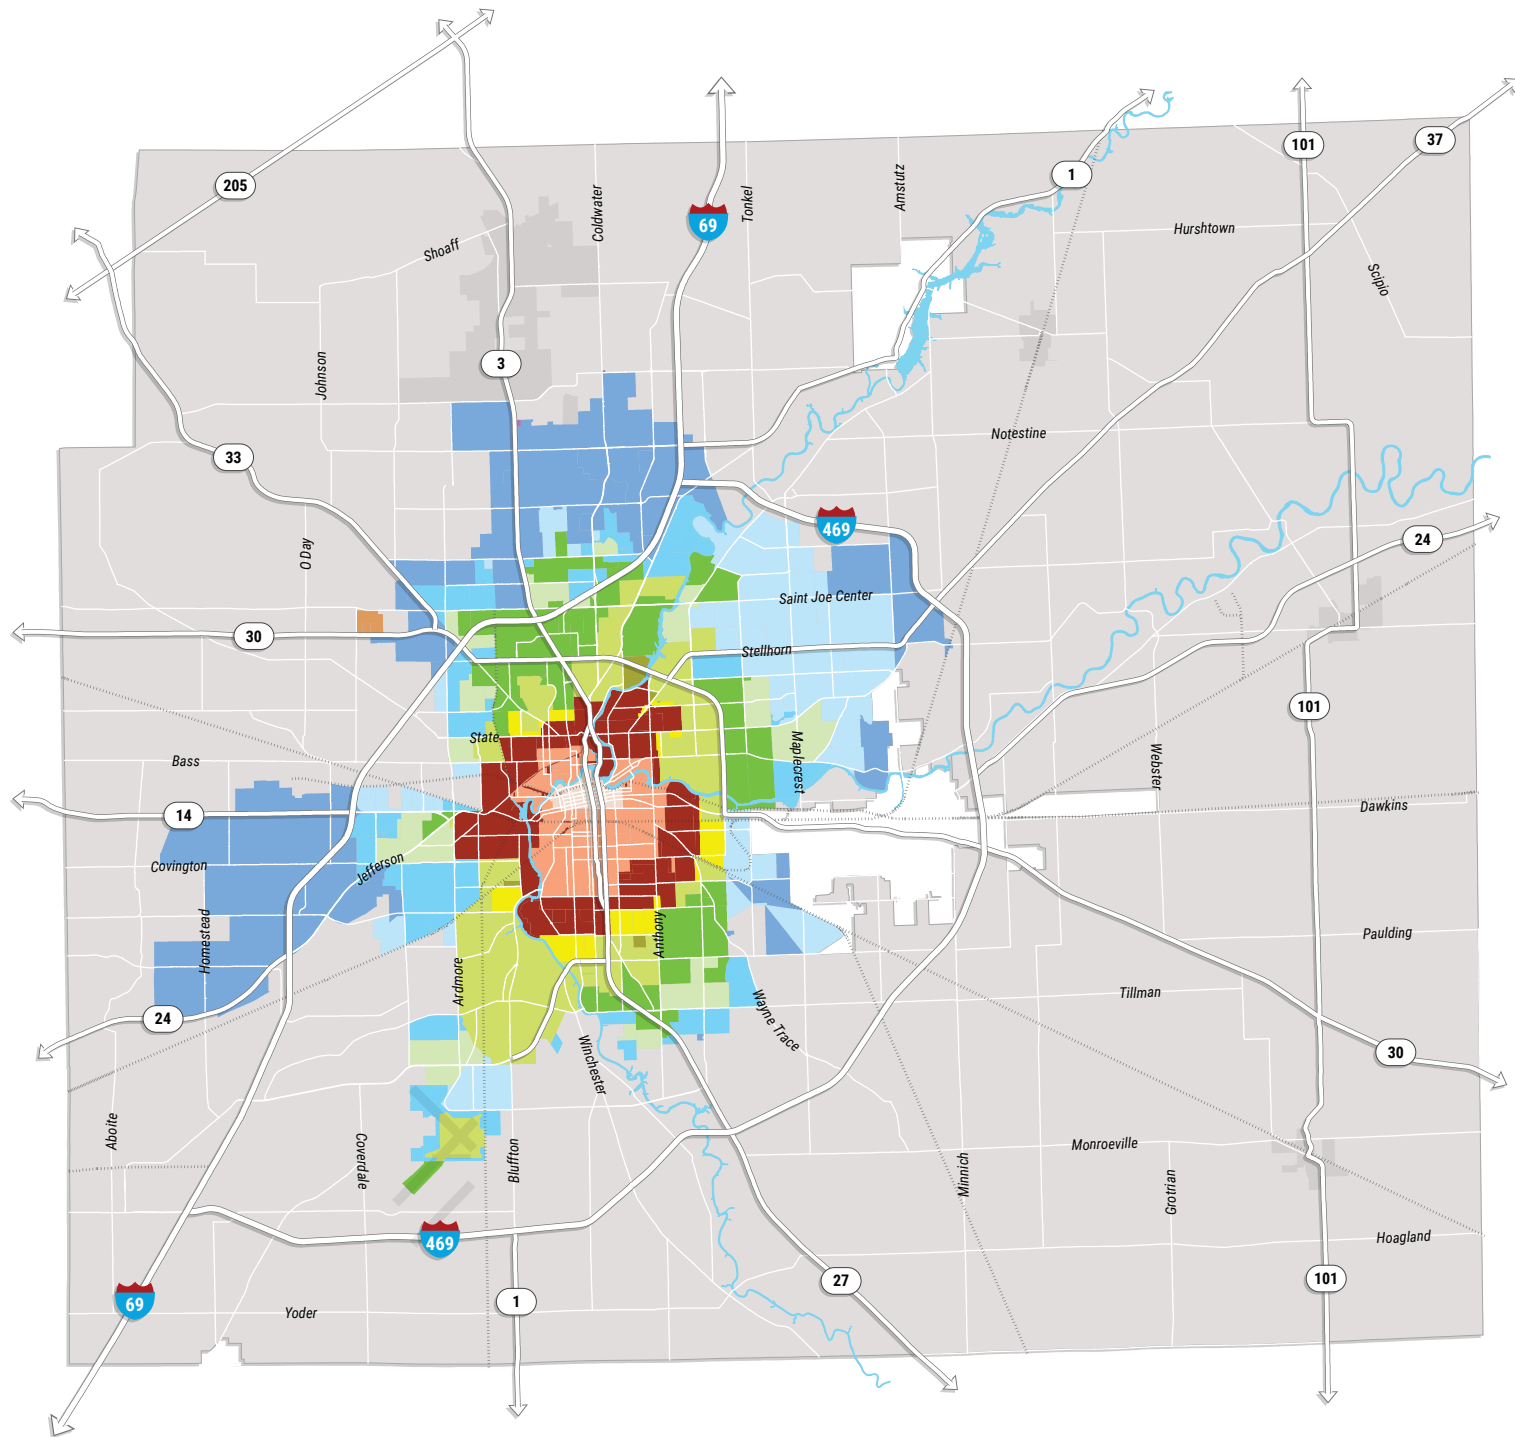 101
37
1
205
Coldwater
69
Tonkel
Amstutz
Hurshtown
Shoaff
Scipio
3
Johnson
Notestine
33
469
24
O Day
Saint Joe Center
30
Stellhorn
101
State
Maplecrest
Webster
Bass
14
Dawkins
Covington
Jefferson
Homestead
Anthony
Paulding
Ardmore
Tillman
24
Wayne Trace
30
Winchester
Aboite
Coverdale
Bluffton
Monroeville
Minnich
Grotrian
469
Hoagland
27
101
69
1
Yoder